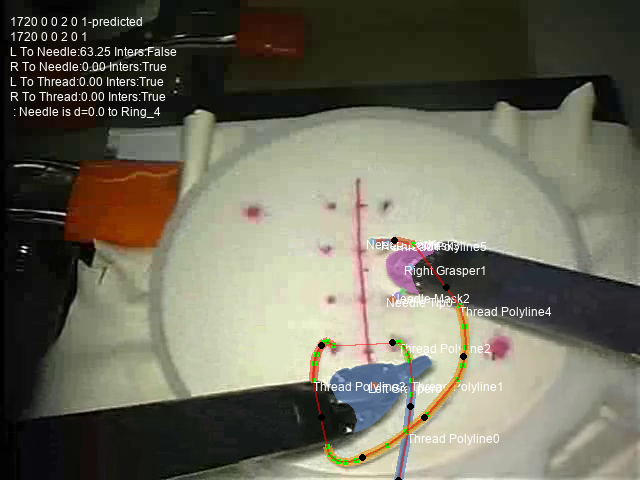 1720 0 0 2 0 1-predicted
1720 0 0 2 0 1
L To Needle:63.25 Inters:False
R To Needle:0.00 Inters:True
L To Thread:0.00 Inters:True
R To Thread:0.00 Inters:True
: Needle is d=0.0 to Ring_4
Right Grasper1
Needle Mask2
Thread Polyline4
Thread Polyline2
Thread Polyline3
Thread Polyline1
Thread Polyline0